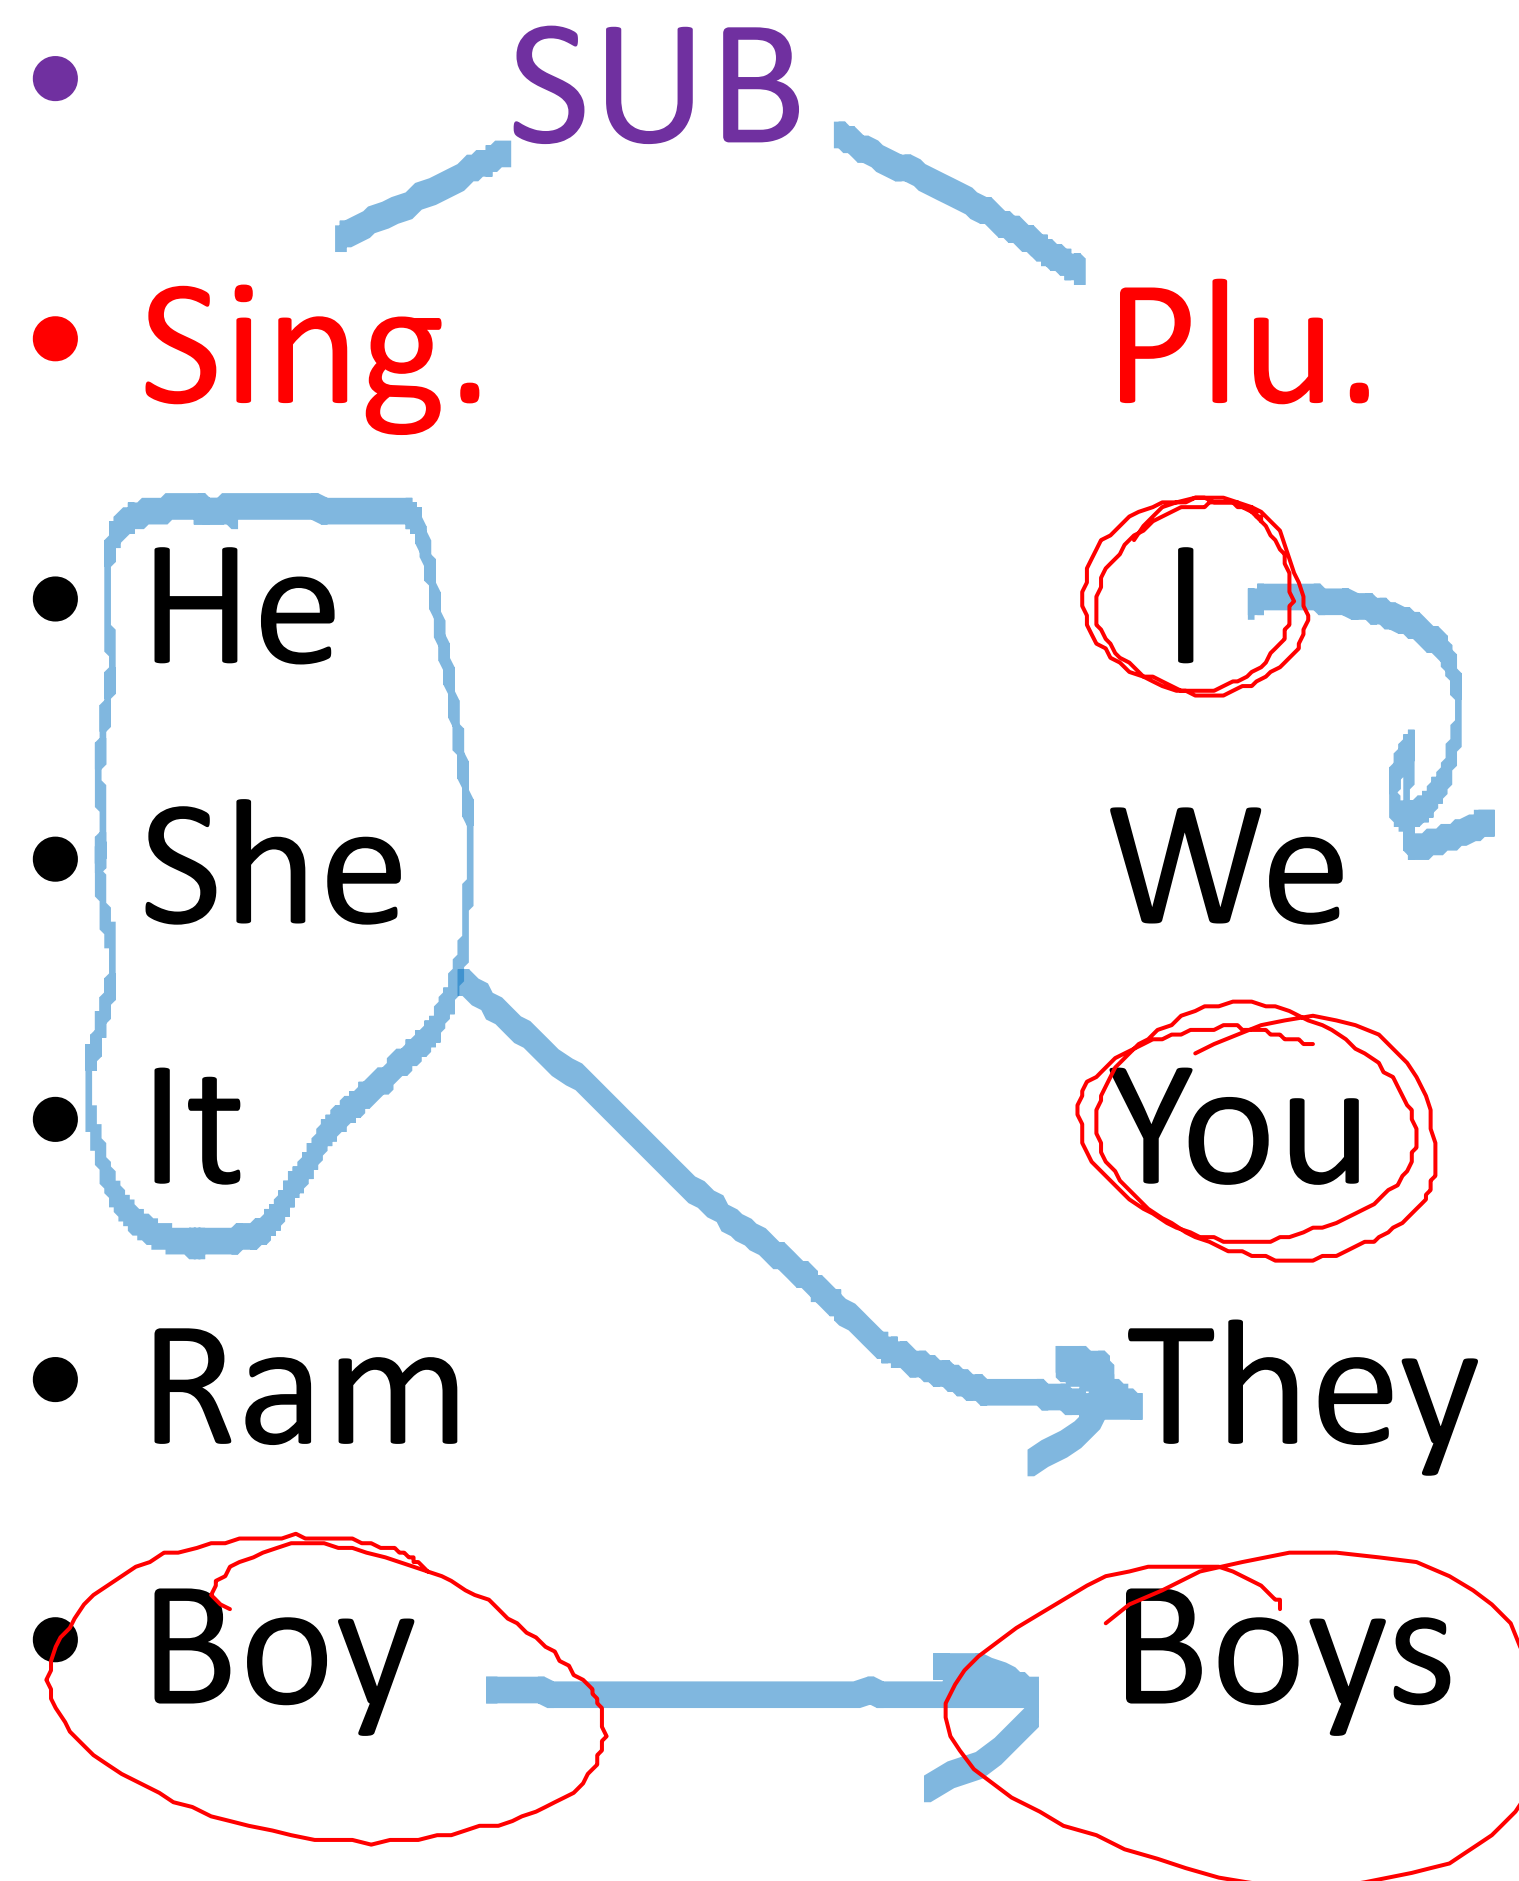 • SUB
• Sing. Plu.
• He I
• She We
• It You
• Ram They
• Boy Boys